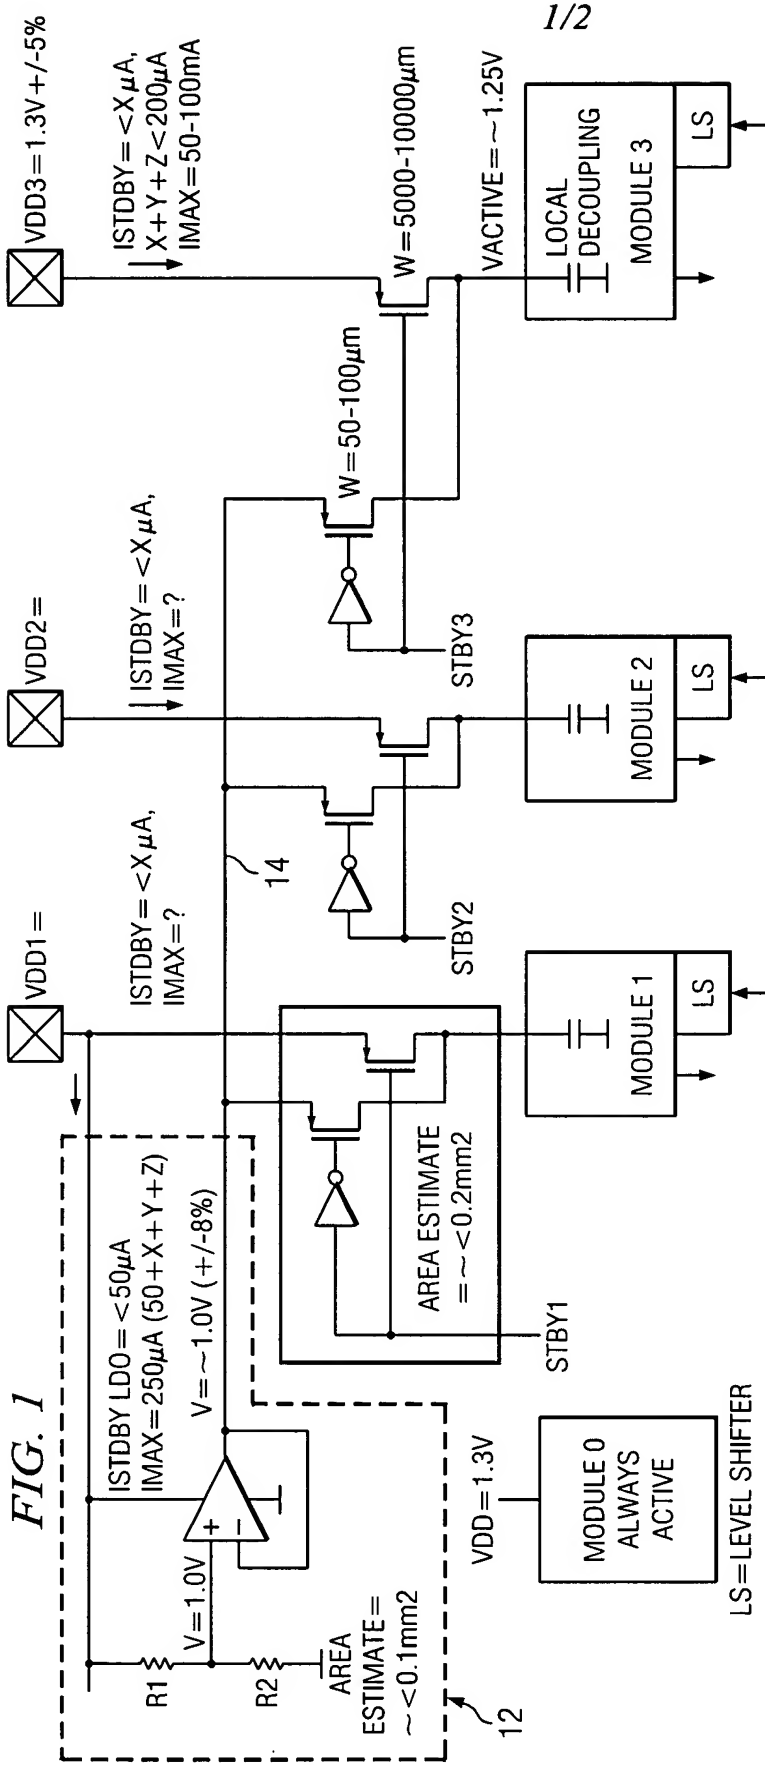 1/2
FIG. 1
VDD1=
VDD2=
VDD3=1.3V+/-5%
ISTDBY=<XµA,
IMAX=?
ISTDBY=<XµA,
IMAX=?
ISTDBY=<XµA,
X+Y+Z<200µA
IMAX=50-100mA
ISTDBY LDO=<50µA
IMAX=250µA (50+X+Y+Z)
V=~1.0V (+/-8%)
V=1.0V
+
−
R1
R2
AREA
ESTIMATE=
~<0.1mm2
12
14
W=50-100µm
W=5000-10000µm
AREA ESTIMATE
=~<0.2mm2
STBY1
STBY2
STBY3
VACTIVE=~1.25V
VDD=1.3V
MODULE 0
ALWAYS
ACTIVE
MODULE 1
LS
MODULE 2
LS
LOCAL
DECOUPLING
MODULE 3
LS
LS=LEVEL SHIFTER